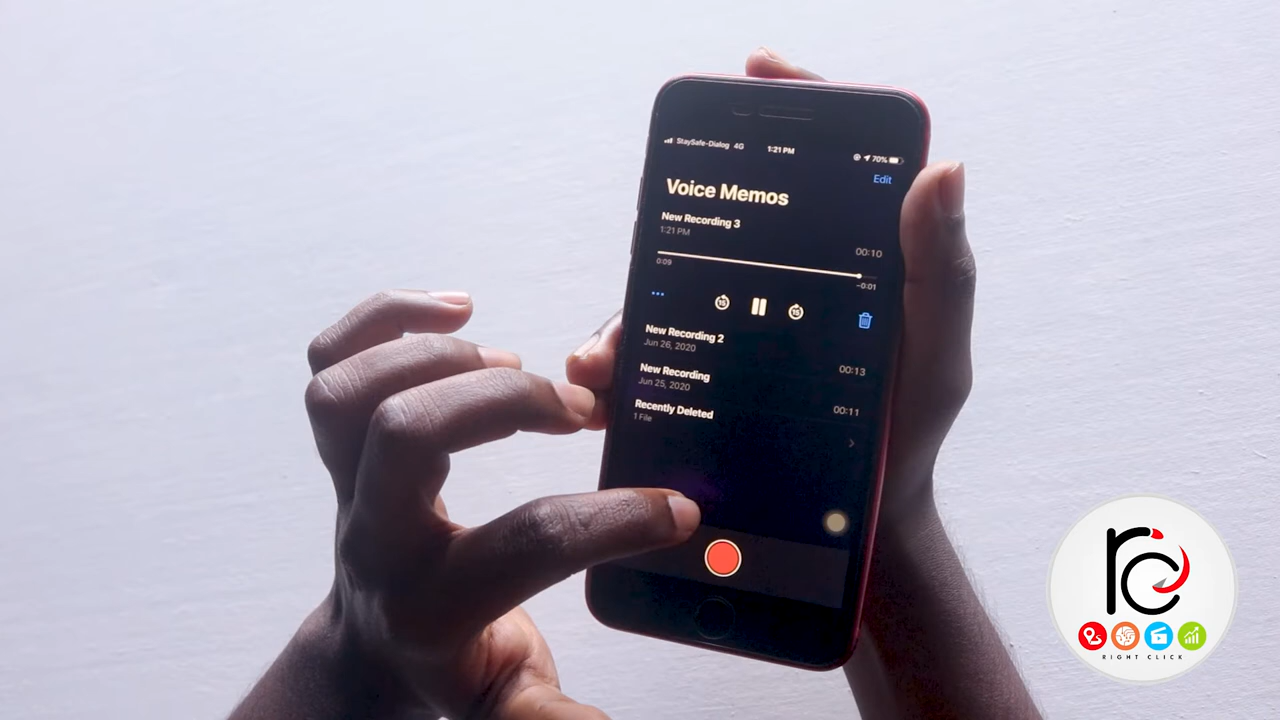 StaySafe-Dialog 4G 1:21 PM 70%
Edit
Voice Memos
New Recording 3
1:21 PM 00:10
0:09 -0:01
15 15
New Recording 2
Jun 26, 2020 00:13
New Recording
Jun 25, 2020 00:11
Recently Deleted
1 File
rc
RIGHT CLICK